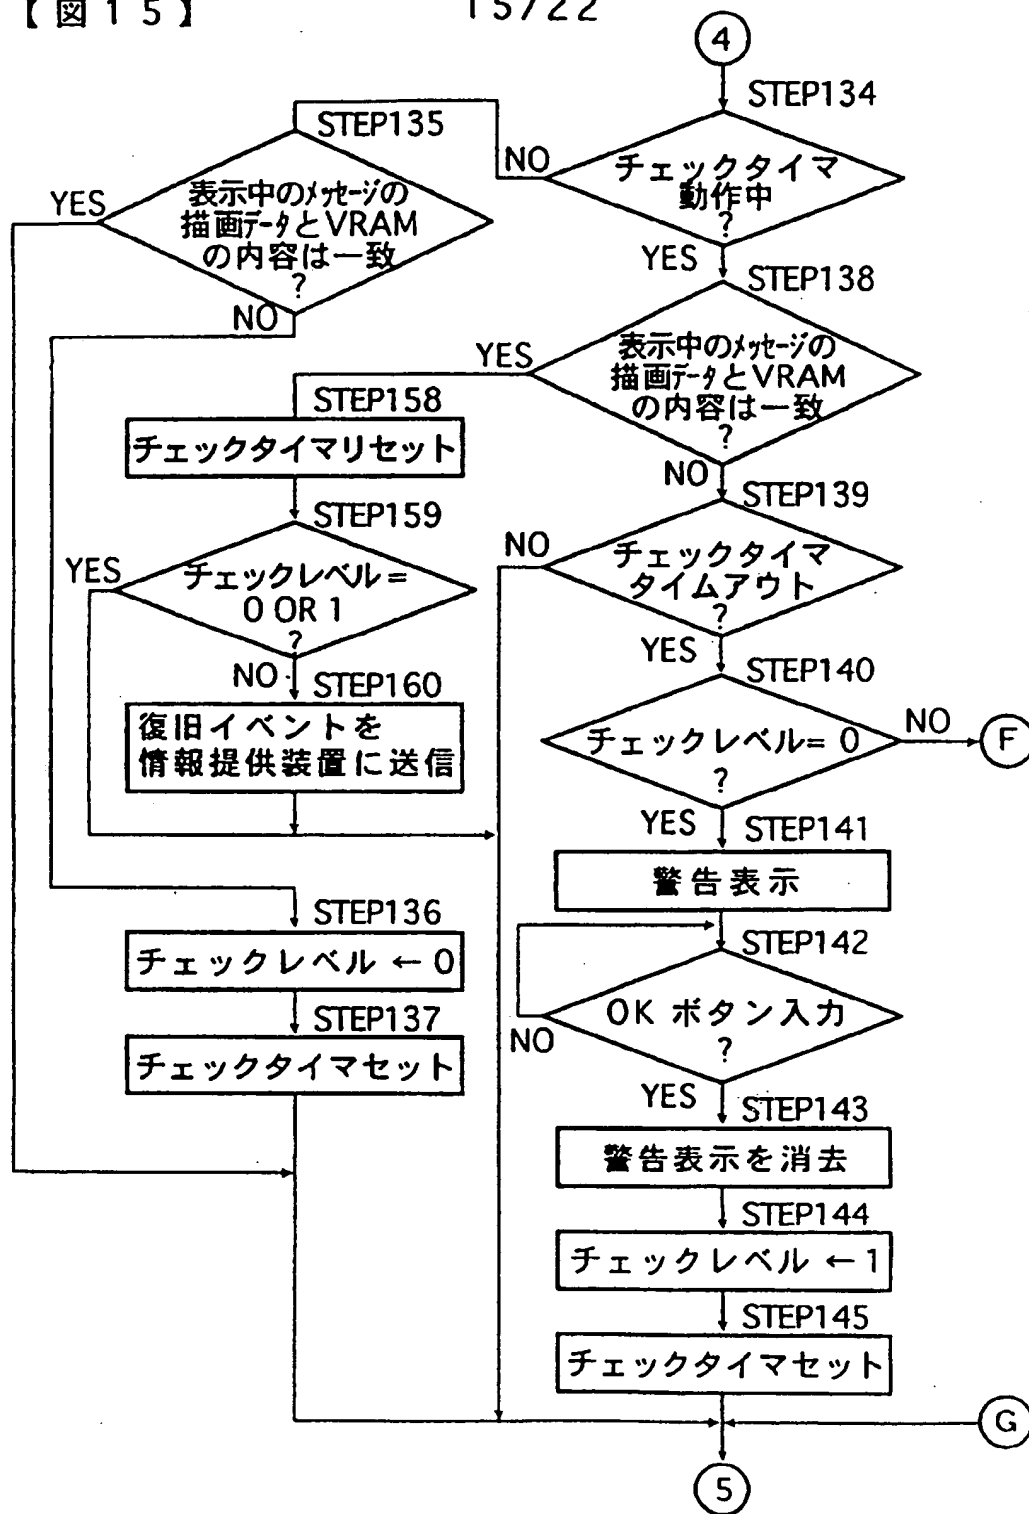 【図15】
15/22
4
STEP134
チェックタイマ
動作中
?
NO
YES
STEP135
表示中のメッセージの
描画データとVRAM
の内容は一致
?
YES
NO
STEP138
表示中のメッセージの
描画データとVRAM
の内容は一致
?
YES
NO
STEP158
チェックタイマリセット
STEP159
チェックレベル=
0 OR 1
?
YES
NO
STEP160
復旧イベントを
情報提供装置に送信
STEP139
チェックタイマ
タイムアウト
?
NO
YES
STEP140
チェックレベル= 0
?
NO
F
YES
STEP141
警告表示
STEP136
チェックレベル ← 0
STEP137
チェックタイマセット
STEP142
OK ボタン入力
?
NO
YES
STEP143
警告表示を消去
STEP144
チェックレベル ← 1
STEP145
チェックタイマセット
G
5